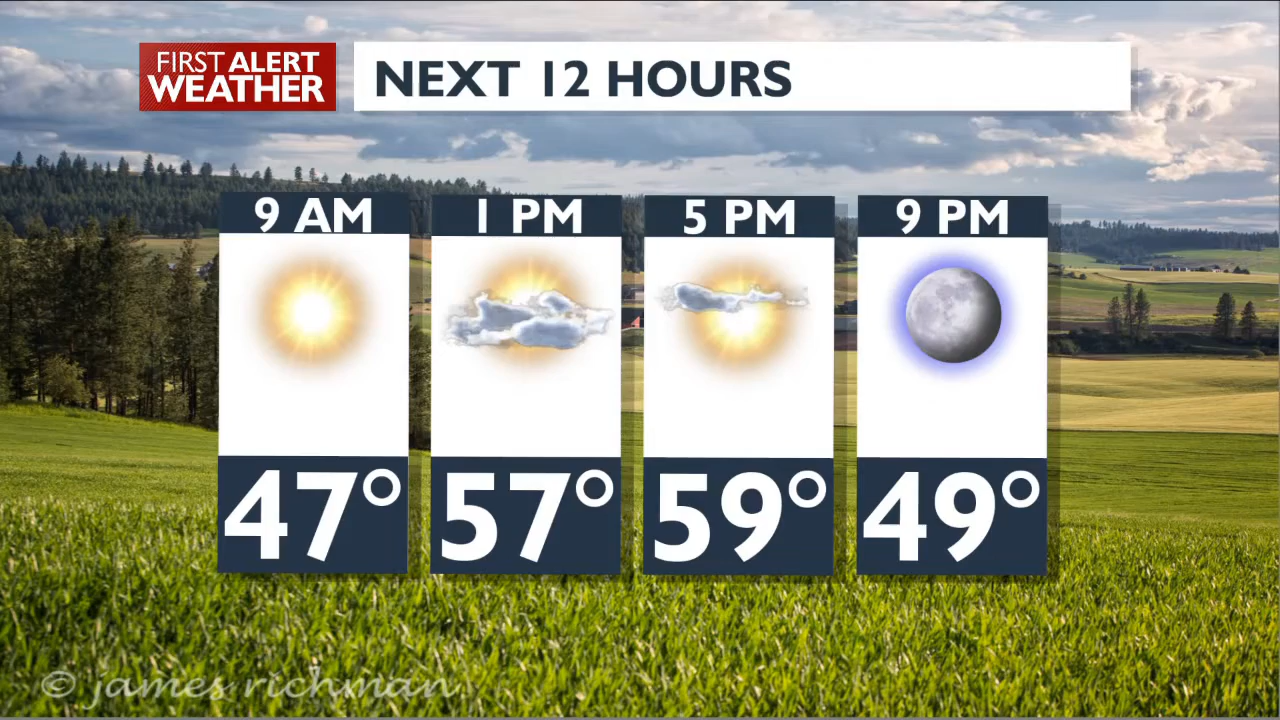 FIRST ALERT
WEATHER
NEXT 12 HOURS
9 AM
1 PM
5 PM
9 PM
47°
57°
59°
49°
© james richman